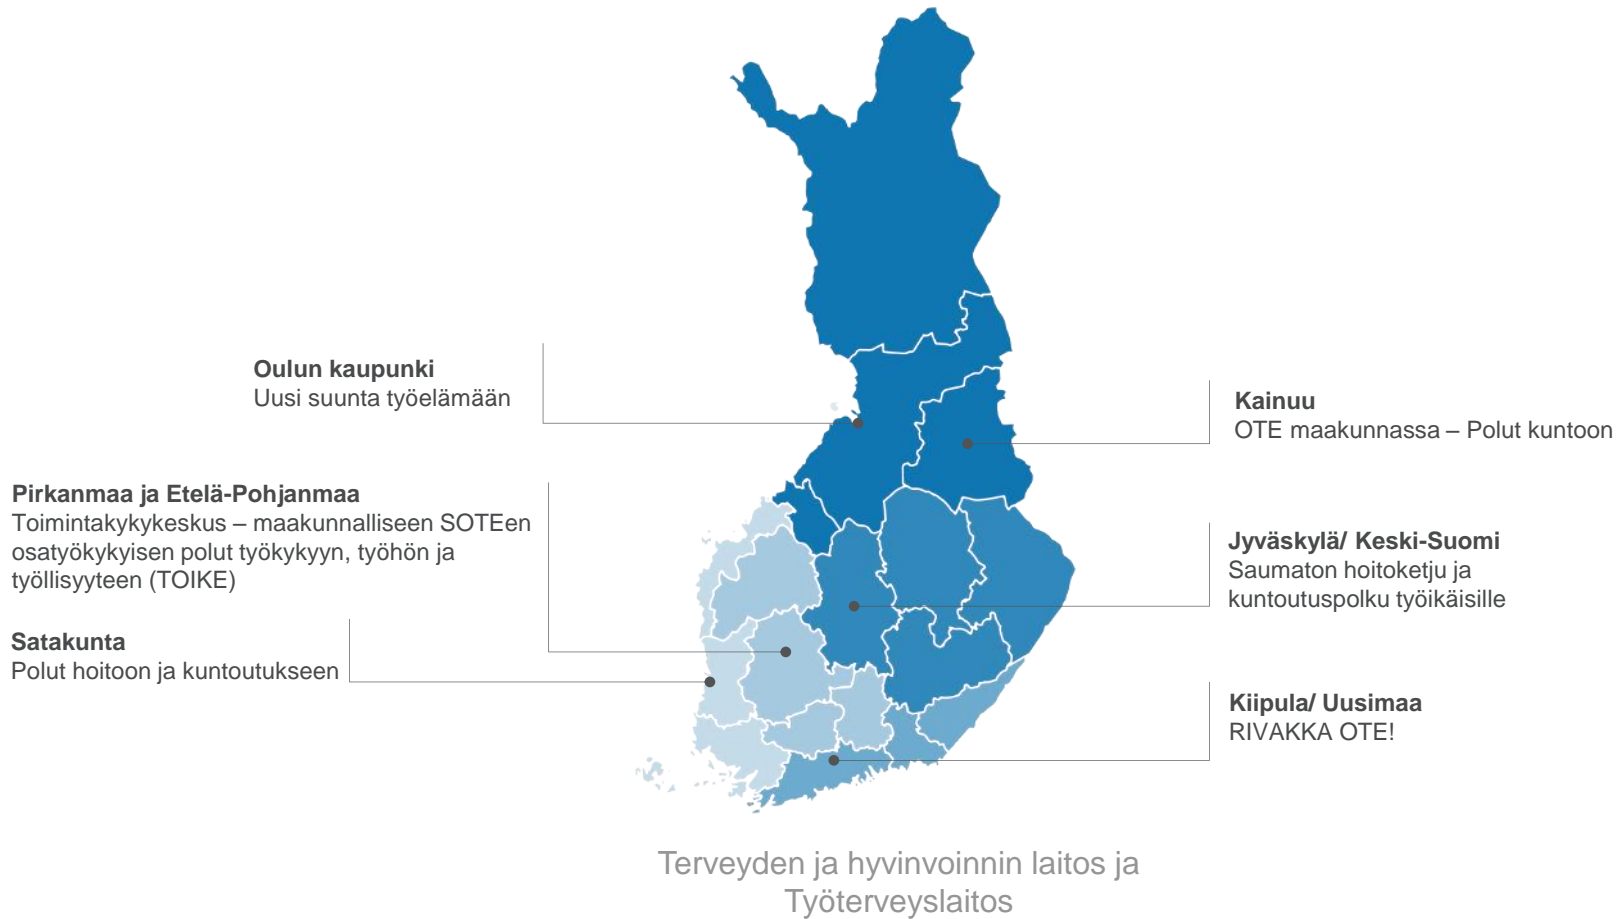 Oulun kaupunki
Uusi suunta työelämään
Pirkanmaa ja Etelä-Pohjanmaa
Toimintakykykeskus – maakunnalliseen SOTEen
osatyökykyisen polut työkykyyn, työhön ja
työllisyyteen (TOIKE)
Satakunta
Polut hoitoon ja kuntoutukseen
Kainuu
OTE maakunnassa – Polut kuntoon
Jyväskylä/ Keski-Suomi
Saumaton hoitoketju ja
kuntoutuspolku työikäisille
Kiipula/ Uusimaa
RIVAKKA OTE!
Terveyden ja hyvinvoinnin laitos ja
Työterveyslaitos